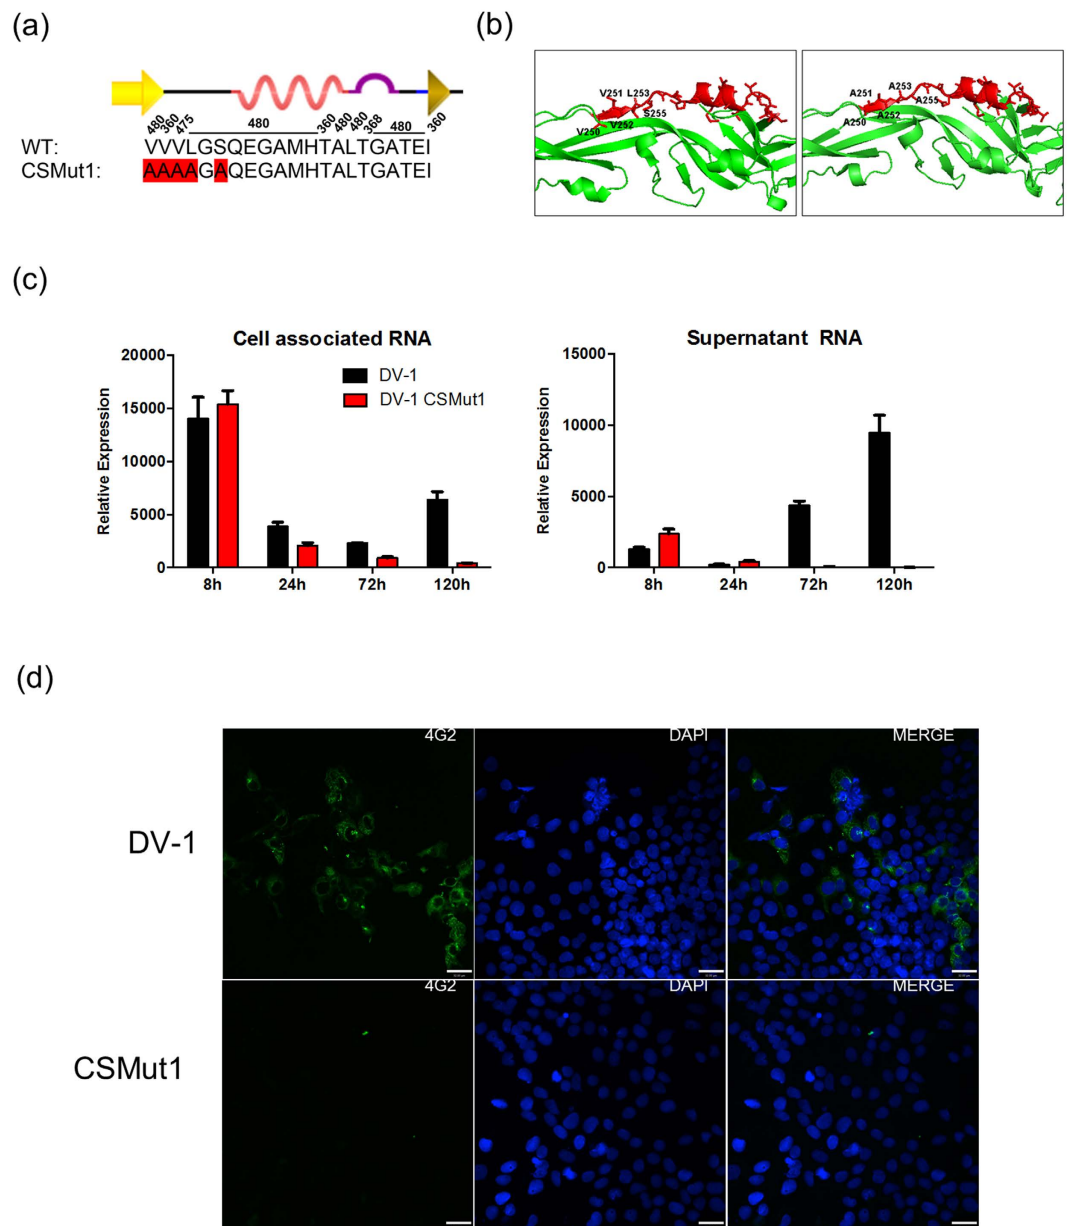 (a)
480 360 475 480 360 480 480 368 480 360
WT: VVVLGSQEGAMHTALTGATEI
CSMut1: AAAAGAQEGAMHTALTGATEI
(b)
V251 L253
S255
V250 V252
A251 A253
A255
A250 A252
(c)
Cell associated RNA
Relative Expression
20000
15000
10000
5000
0
DV-1
DV-1 CSMut1
8h 24h 72h 120h
Supernatant RNA
Relative Expression
15000
10000
5000
0
8h 24h 72h 120h
(d)
DV-1
4G2 DAPI MERGE
CSMut1
4G2 DAPI MERGE